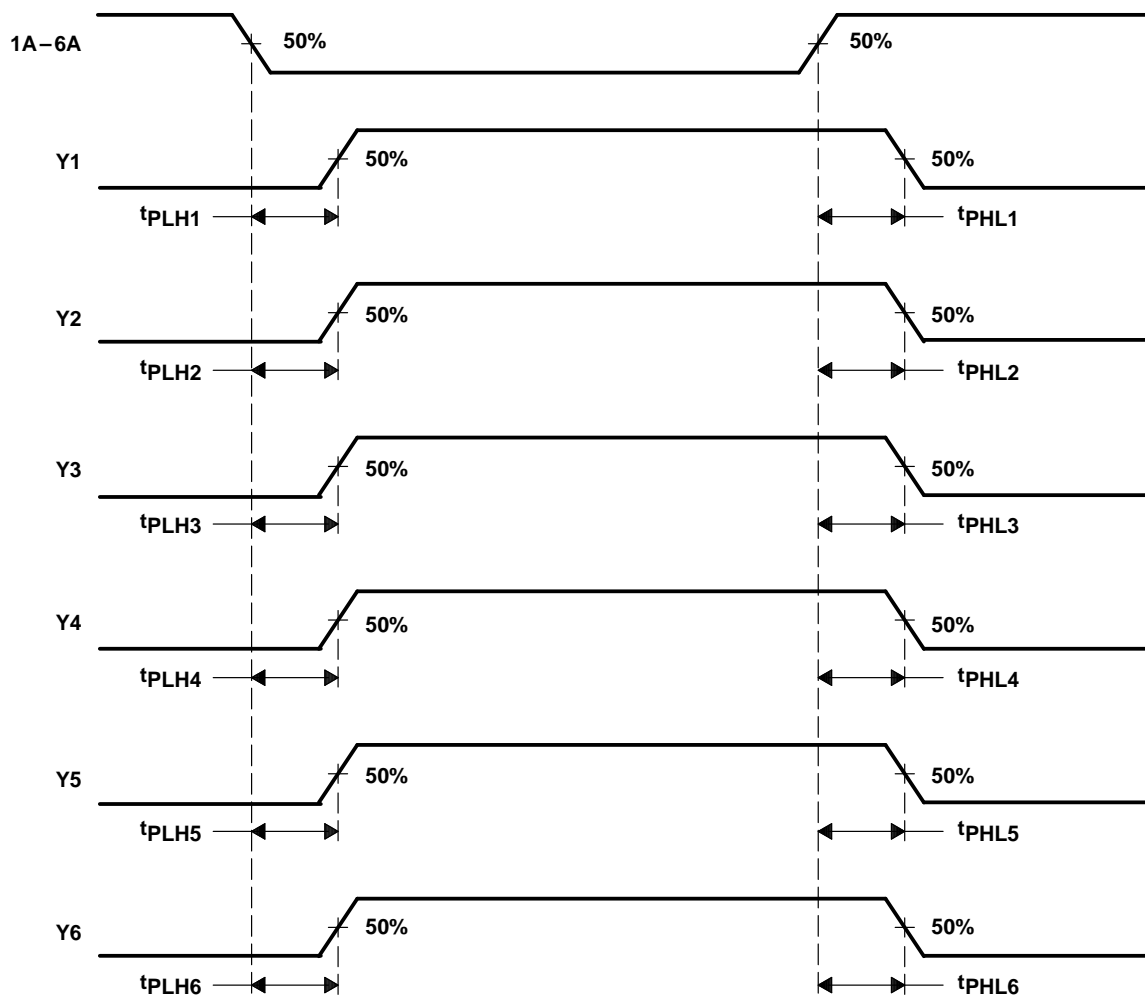 1A–6A 50% 50%
Y1 50% 50%
tPLH1 tPHL1
Y2 50% 50%
tPLH2 tPHL2
Y3 50% 50%
tPLH3 tPHL3
Y4 50% 50%
tPLH4 tPHL4
Y5 50% 50%
tPLH5 tPHL5
Y6 50% 50%
tPLH6 tPHL6